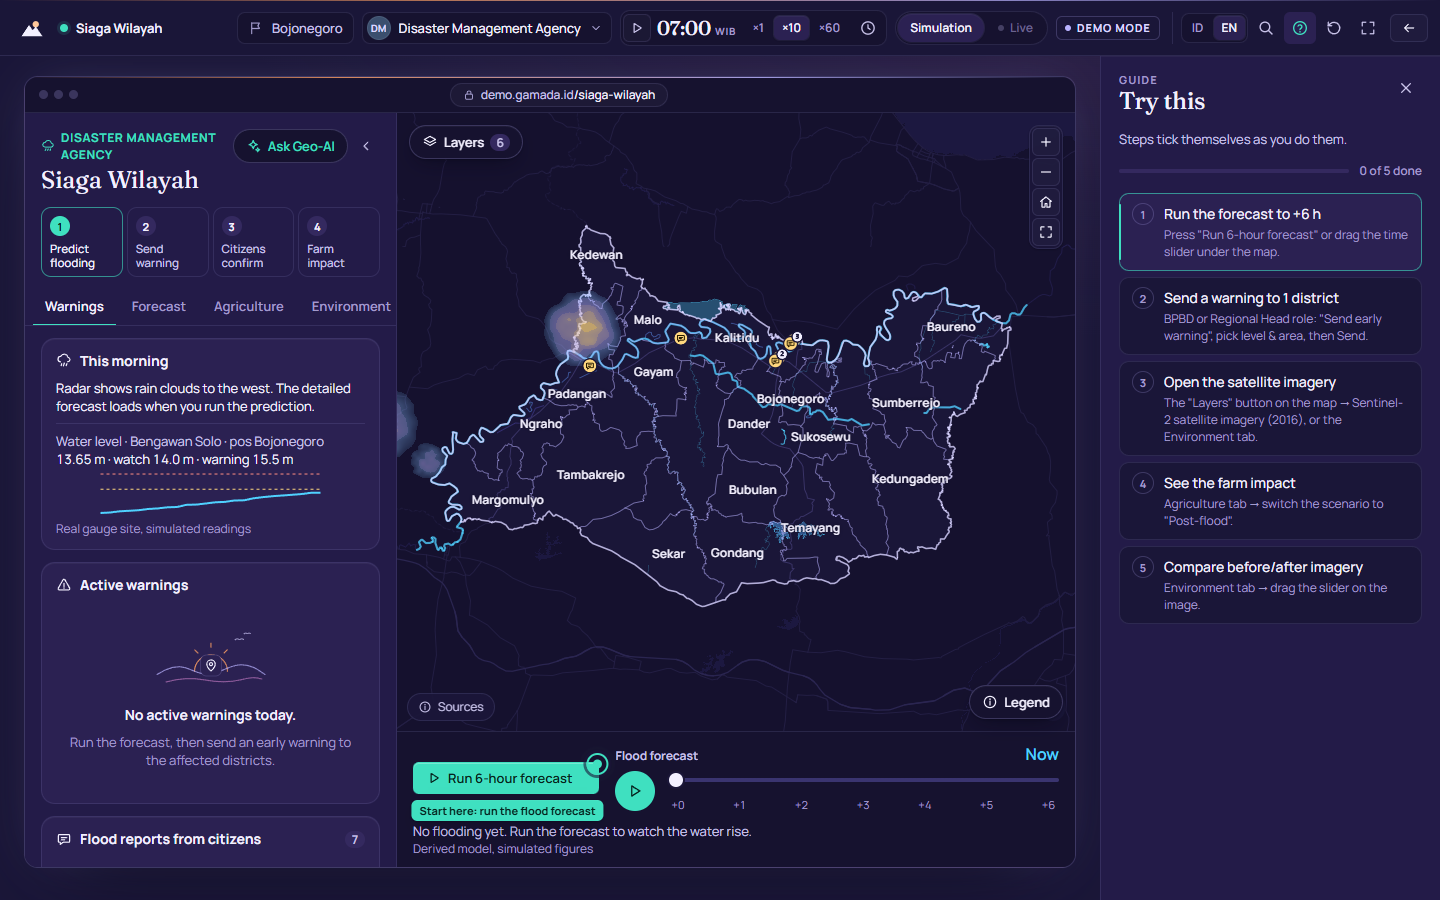 Siaga Wilayah
Bojonegoro
DM Disaster Management Agency
07:00 WIB
×1 ×10 ×60
Simulation
Live
DEMO MODE
ID EN
demo.gamada.id/siaga-wilayah
DISASTER MANAGEMENT
AGENCY
Ask Geo-AI
Siaga Wilayah
1
Predict
flooding
2
Send
warning
3
Citizens
confirm
4
Farm
impact
Warnings Forecast Agriculture Environment
This morning
Radar shows rain clouds to the west. The detailed
forecast loads when you run the prediction.
Water level · Bengawan Solo · pos Bojonegoro
13.65 m · watch 14.0 m · warning 15.5 m
Real gauge site, simulated readings
Active warnings
No active warnings today.
Run the forecast, then send an early warning to
the affected districts.
Flood reports from citizens 7
Layers 6
Kedewan
Malo
Kalitidu
3
2
Baureno
Gayam
Padangan
Bojonegoro
Sumberrejo
Ngraho
Dander
Sukosewu
Tambakrejo
Kedungadem
Bubulan
Margomulyo
Temayang
Sekar
Gondang
Sources
Legend
Run 6-hour forecast
Start here: run the flood forecast
Flood forecast
Now
+0 +1 +2 +3 +4 +5 +6
No flooding yet. Run the forecast to watch the water rise.
Derived model, simulated figures
GUIDE
Try this
Steps tick themselves as you do them.
0 of 5 done
1
Run the forecast to +6 h
Press "Run 6-hour forecast" or drag the time
slider under the map.
2
Send a warning to 1 district
BPBD or Regional Head role: "Send early
warning", pick level & area, then Send.
3
Open the satellite imagery
The "Layers" button on the map → Sentinel-
2 satellite imagery (2016), or the
Environment tab.
4
See the farm impact
Agriculture tab → switch the scenario to
"Post-flood".
5
Compare before/after imagery
Environment tab → drag the slider on the
image.